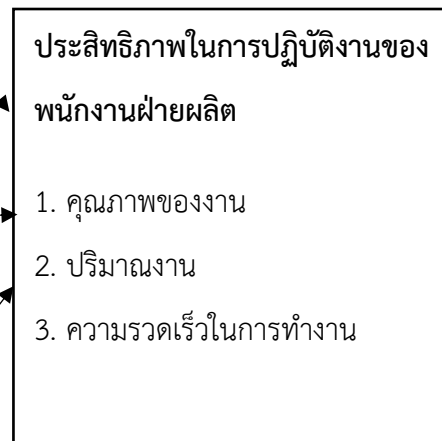 ประสิทธิภาพในการปฏิบัติงานของ
พนักงานฝ่ายผลิต
1. คุณภาพของงาน
2. ปริมาณงาน
3. ความรวดเร็วในการทำงาน